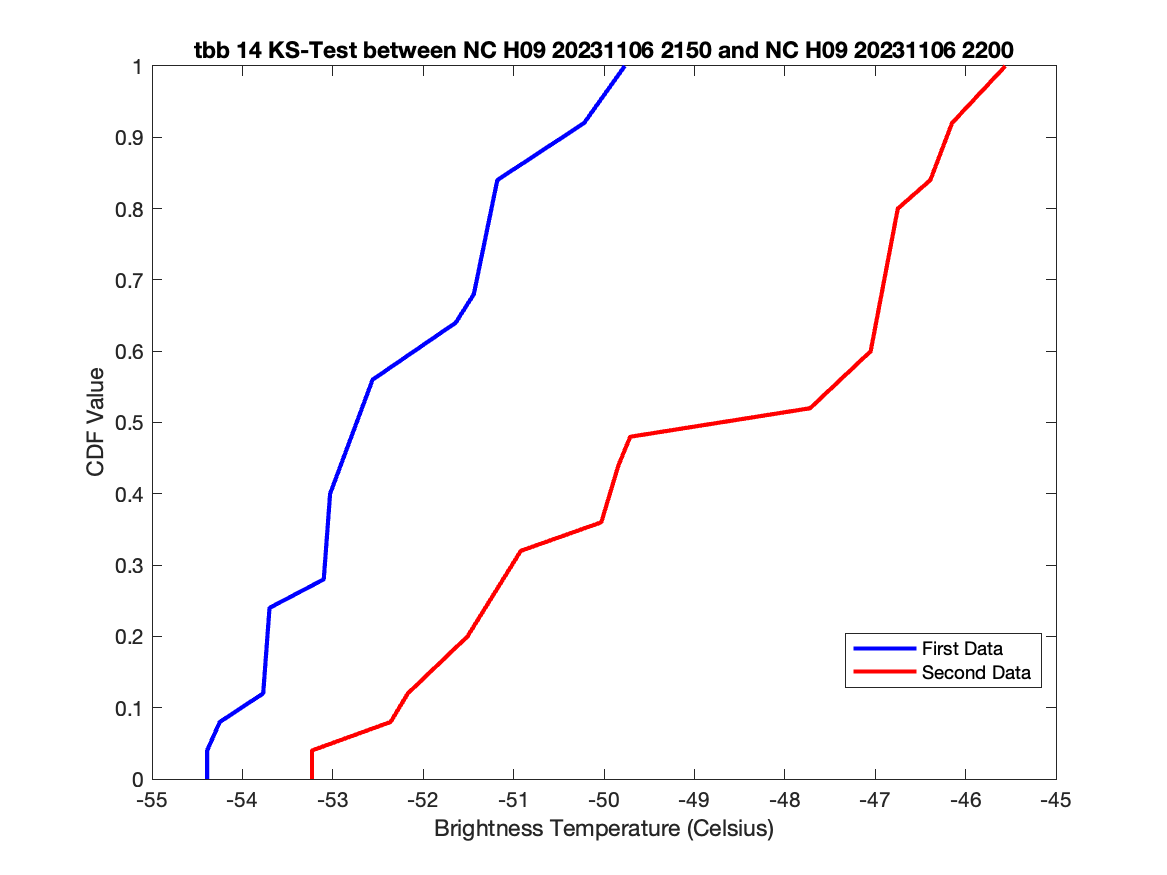 tbb 14 KS-Test between NC H09 20231106 2150 and NC H09 20231106 2200
1
0.9
0.8
0.7
0.6
0.5
0.4
0.3
0.2
0.1
0
CDF Value
First Data
Second Data
-55 -54 -53 -52 -51 -50 -49 -48 -47 -46 -45
Brightness Temperature (Celsius)